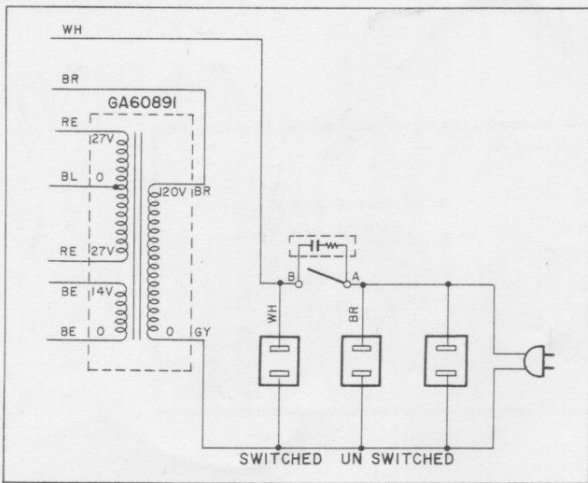 WH
BR
GA60891
RE 27V
BL 0
120V BR
RE 27V
BE 14V
BE 0
0 GY
B A
WH BR
SWITCHED UN SWITCHED